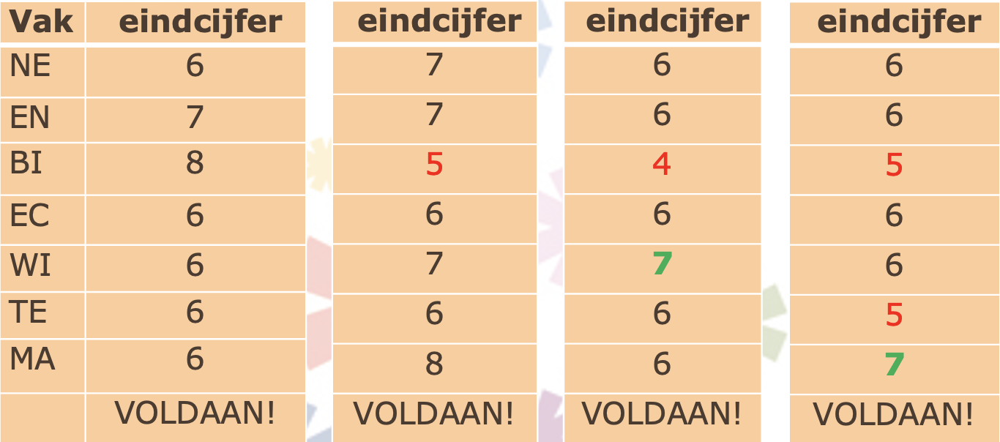 Vak eindcijfer eindcijfer eindcijfer eindcijfer
NE 6 7 6 6
EN 7 7 6 6
BI 8 5 4 5
EC 6 6 6 6
WI 6 7 7 6
TE 6 6 6 5
MA 6 8 6 7
VOLDAAN! VOLDAAN! VOLDAAN! VOLDAAN!